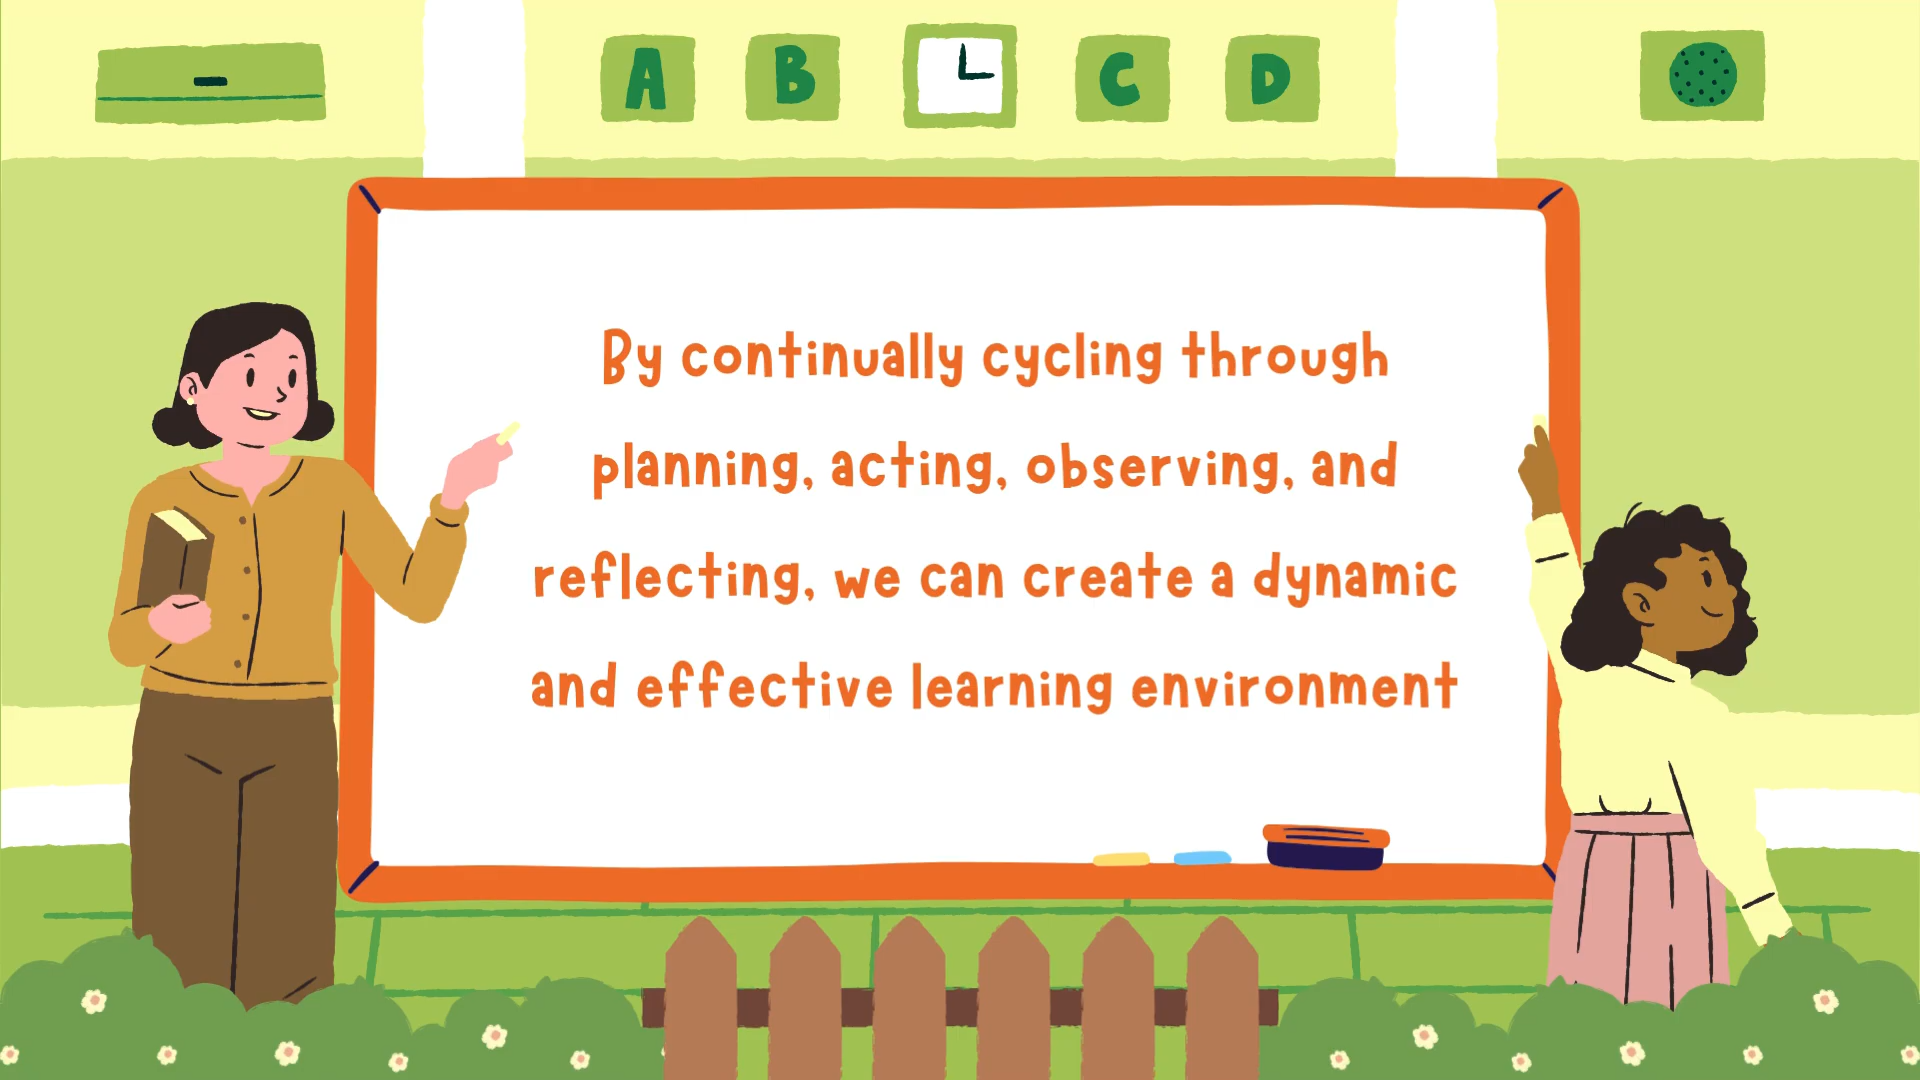 A B C D
By continually cycling through
planning, acting, observing, and
reflecting, we can create a dynamic
and effective learning environment